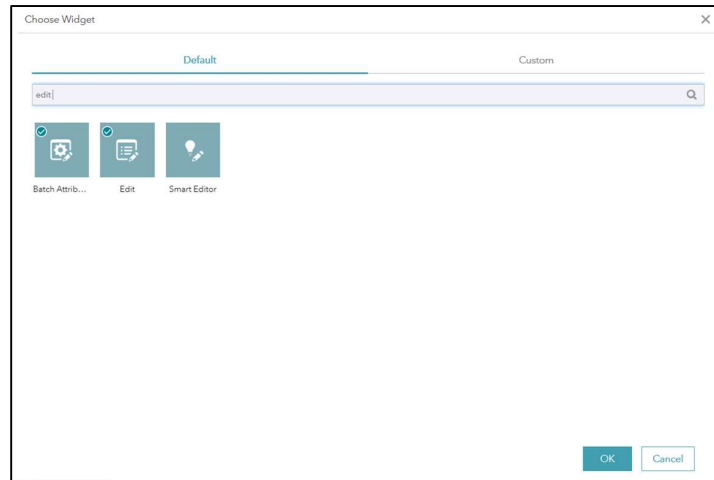 Choose Widget
Default
Custom
edit
Batch Attrib...
Edit
Smart Editor
OK
Cancel